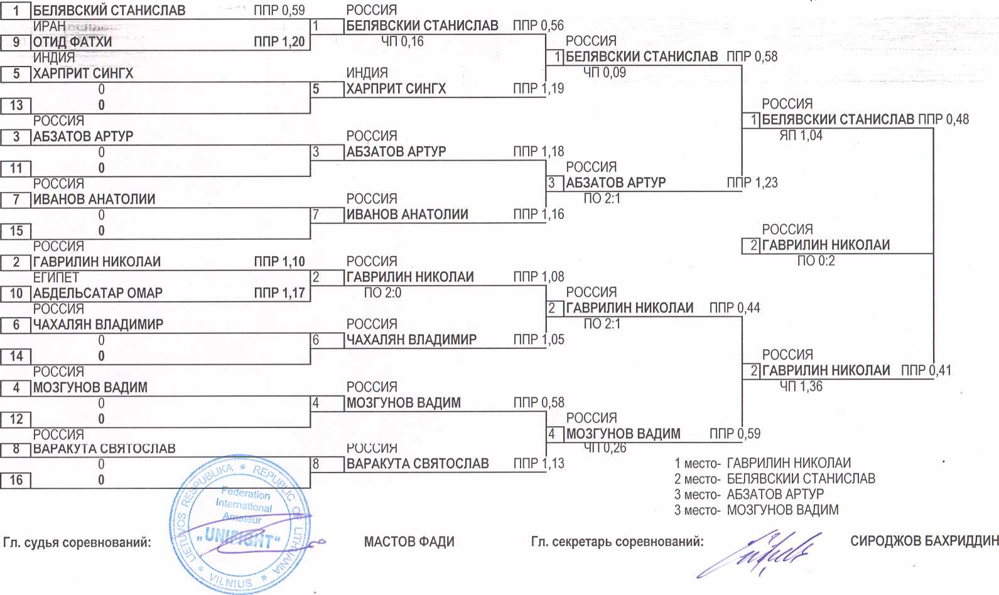 1 БЕЛЯВСКИЙ СТАНИСЛАВ ППР 0,59
ИРАН
9 ОТИД ФАТХИ ППР 1,20
ИНДИЯ
5 ХАРПРИТ СИНГХ
0
13 0
РОССИЯ
3 АБЗАТОВ АРТУР
0
11 0
РОССИЯ
7 ИВАНОВ АНАТОЛИИ
0
15 0
РОССИЯ
2 ГАВРИЛИН НИКОЛАИ ППР 1,10
ЕГИПЕТ
10 АБДЕЛЬСАТАР ОМАР ППР 1,17
РОССИЯ
6 ЧАХАЛЯН ВЛАДИМИР
0
14 0
РОССИЯ
4 МОЗГУНОВ ВАДИМ
0
12 0
РОССИЯ
8 ВАРАКУТА СВЯТОСЛАВ
0
16 0
РОССИЯ
1 БЕЛЯВСКИИ СТАНИСЛАВ ППР 0,56
ЧП 0,16
ИНДИЯ
5 ХАРПРИТ СИНГХ ППР 1,19
РОССИЯ
3 АБЗАТОВ АРТУР ППР 1,18
РОССИЯ
7 ИВАНОВ АНАТОЛИИ ППР 1,16
РОССИЯ
2 ГАВРИЛИН НИКОЛАИ ППР 1,08
ПО 2:0
РОССИЯ
6 ЧАХАЛЯН ВЛАДИМИР ППР 1,05
РОССИЯ
4 МОЗГУНОВ ВАДИМ ППР 0,58
РОССИЯ
8 ВАРАКУТА СВЯТОСЛАВ ППР 1,13
РОССИЯ
1 БЕЛЯВСКИИ СТАНИСЛАВ ППР 0,58
ЧП 0,09
РОССИЯ
3 АБЗАТОВ АРТУР ППР 1,23
ПО 2:1
РОССИЯ
2 ГАВРИЛИН НИКОЛАИ ППР 0,44
ПО 2:1
РОССИЯ
4 МОЗГУНОВ ВАДИМ ППР 0,59
ЧП 0,26
РОССИЯ
1 БЕЛЯВСКИИ СТАНИСЛАВ ППР 0,48
ЯП 1,04
РОССИЯ
2 ГАВРИЛИН НИКОЛАИ
ПО 0:2
РОССИЯ
2 ГАВРИЛИН НИКОЛАИ ППР 0,41
ЧП 1,36
1 место- ГАВРИЛИН НИКОЛАИ
2 место- БЕЛЯВСКИИ СТАНИСЛАВ
3 место- АБЗАТОВ АРТУР
3 место- МОЗГУНОВ ВАДИМ
LIETUVOS RESPUBLIKA * REPUBLIC OF LITHUANIA * VILNIUS *
Federation
International
Amateur
„UNIFIGHT“
Гл. судья соревнований: МАСТОВ ФАДИ Гл. секретарь соревнований: СИРОДЖОВ БАХРИДДИН